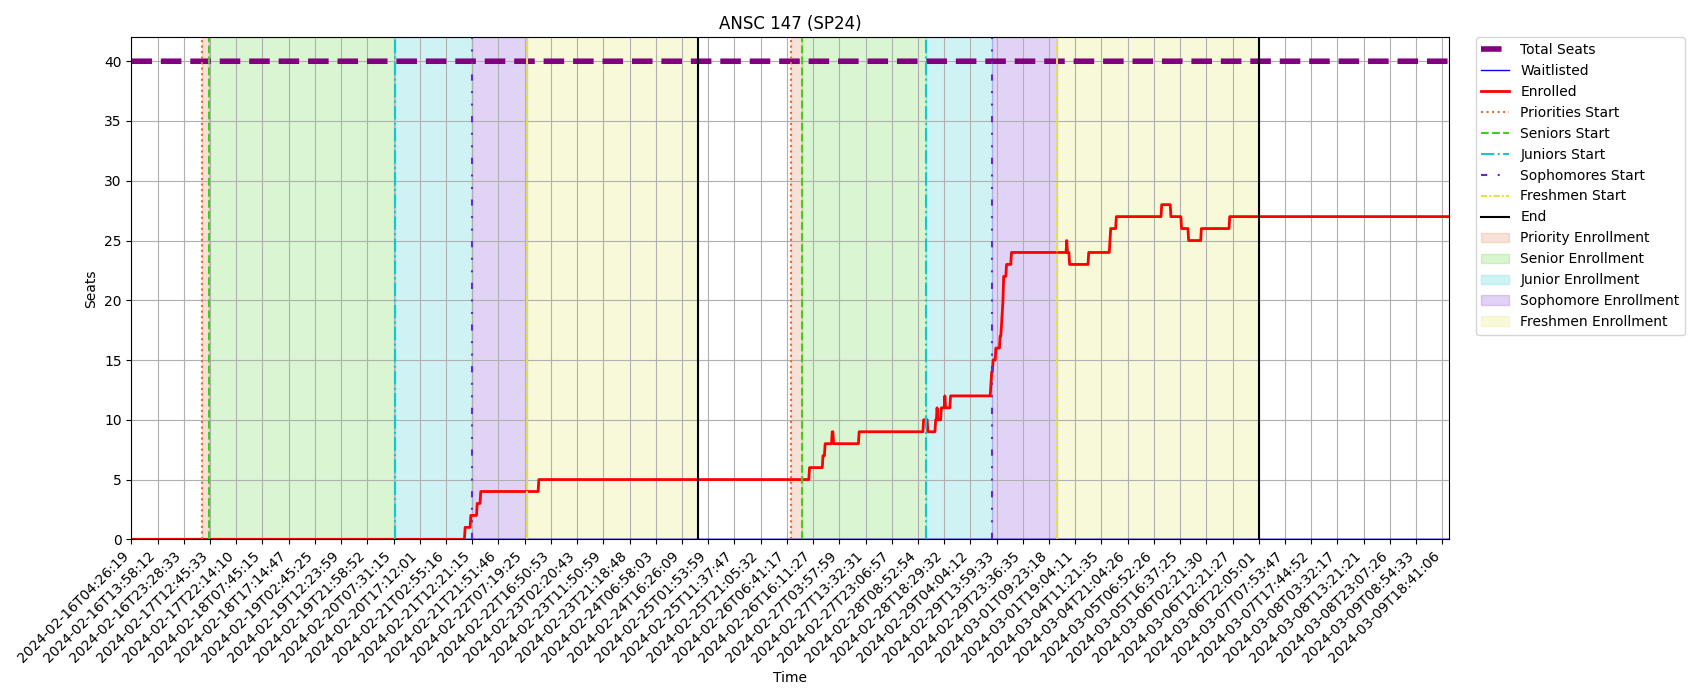 ANSC 147 (SP24)
40
35
30
25
20
15
10
5
0
Seats
2024-02-16T04:26:19
2024-02-16T13:58:12
2024-02-16T23:28:33
2024-02-17T12:45:33
2024-02-17T22:14:10
2024-02-18T07:45:15
2024-02-18T17:14:47
2024-02-19T02:45:25
2024-02-19T12:23:59
2024-02-19T21:58:52
2024-02-20T07:31:15
2024-02-20T17:12:01
2024-02-21T02:55:16
2024-02-21T12:21:15
2024-02-21T21:51:46
2024-02-22T07:19:25
2024-02-22T16:50:53
2024-02-23T02:20:43
2024-02-23T11:50:59
2024-02-23T21:18:48
2024-02-24T06:58:03
2024-02-24T16:26:09
2024-02-25T01:53:59
2024-02-25T11:37:47
2024-02-25T21:05:32
2024-02-26T06:41:17
2024-02-26T16:11:27
2024-02-27T03:57:59
2024-02-27T13:32:31
2024-02-27T23:06:57
2024-02-28T08:52:54
2024-02-28T18:29:32
2024-02-29T04:04:12
2024-02-29T13:59:33
2024-02-29T23:36:35
2024-03-01T09:23:18
2024-03-01T19:04:11
2024-03-04T11:21:35
2024-03-04T21:04:26
2024-03-05T06:52:26
2024-03-05T16:37:25
2024-03-06T02:21:30
2024-03-06T12:21:27
2024-03-06T22:05:01
2024-03-07T07:53:47
2024-03-07T17:44:52
2024-03-08T03:32:17
2024-03-08T13:21:21
2024-03-08T23:07:26
2024-03-09T08:54:33
2024-03-09T18:41:06
Time
Total Seats
Waitlisted
Enrolled
Priorities Start
Seniors Start
Juniors Start
Sophomores Start
Freshmen Start
End
Priority Enrollment
Senior Enrollment
Junior Enrollment
Sophomore Enrollment
Freshmen Enrollment